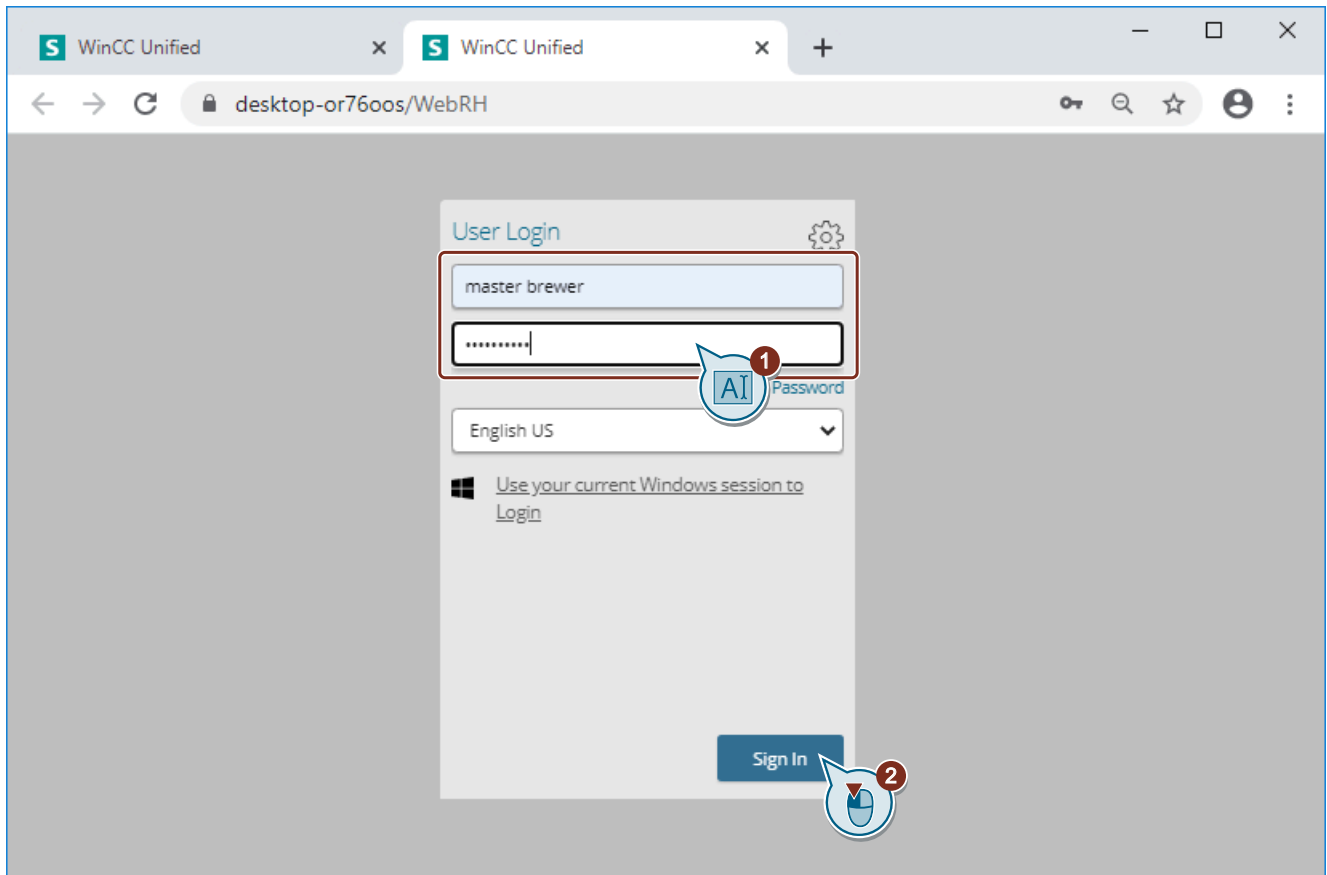 S WinCC Unified
S WinCC Unified
desktop-or76oos/WebRH
User Login
master brewer
••••••••••
1
AI
Password
English US
Use your current Windows session to
Login
Sign In
2